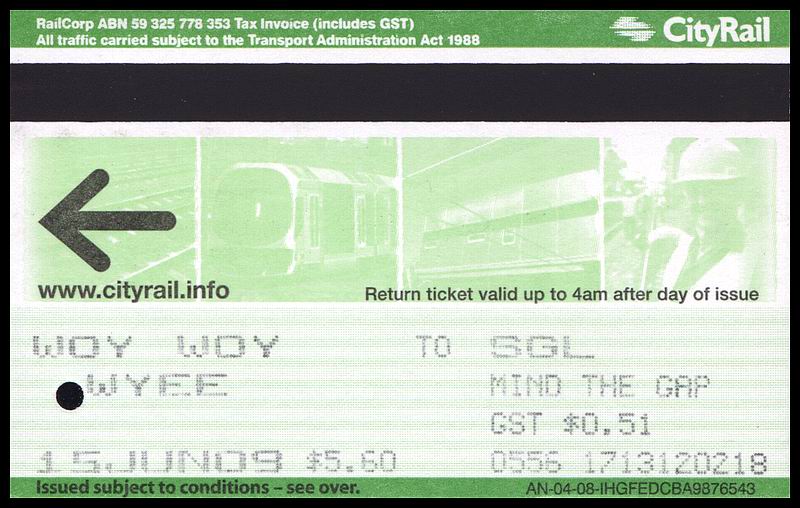 RailCorp ABN 59 325 778 353 Tax Invoice (includes GST)
All traffic carried subject to the Transport Administration Act 1988
CityRail
www.cityrail.info
Return ticket valid up to 4am after day of issue
WOY WOY TO SGL
WYEE MIND THE GAP
GST $0.51
15JUN09 $5.60 0556 1713120218
Issued subject to conditions – see over.
AN-04-08-IHGFEDCBA9876543